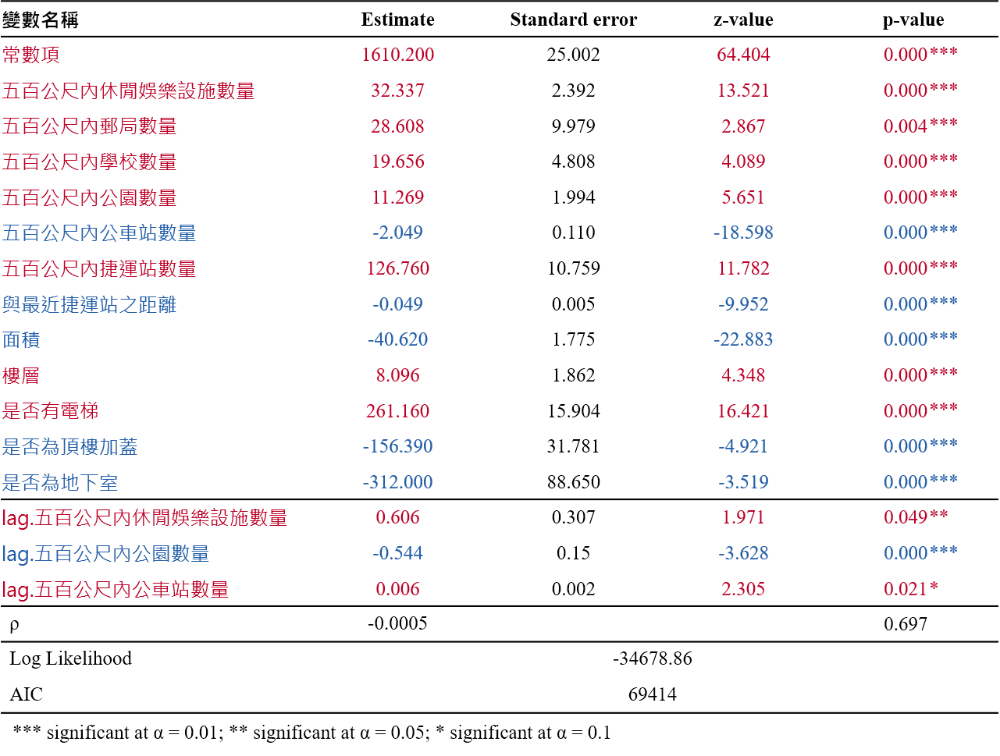 變數名稱 Estimate Standard error z-value p-value
常數項 1610.200 25.002 64.404 0.000***
五百公尺內休閒娛樂設施數量 32.337 2.392 13.521 0.000***
五百公尺內郵局數量 28.608 9.979 2.867 0.004***
五百公尺內學校數量 19.656 4.808 4.089 0.000***
五百公尺內公園數量 11.269 1.994 5.651 0.000***
五百公尺內公車站數量 -2.049 0.110 -18.598 0.000***
五百公尺內捷運站數量 126.760 10.759 11.782 0.000***
與最近捷運站之距離 -0.049 0.005 -9.952 0.000***
面積 -40.620 1.775 -22.883 0.000***
樓層 8.096 1.862 4.348 0.000***
是否有電梯 261.160 15.904 16.421 0.000***
是否為頂樓加蓋 -156.390 31.781 -4.921 0.000***
是否為地下室 -312.000 88.650 -3.519 0.000***
lag.五百公尺內休閒娛樂設施數量 0.606 0.307 1.971 0.049**
lag.五百公尺內公園數量 -0.544 0.15 -3.628 0.000***
lag.五百公尺內公車站數量 0.006 0.002 2.305 0.021*
ρ -0.0005 0.697
Log Likelihood -34678.86
AIC 69414
*** significant at α = 0.01; ** significant at α = 0.05; * significant at α = 0.1